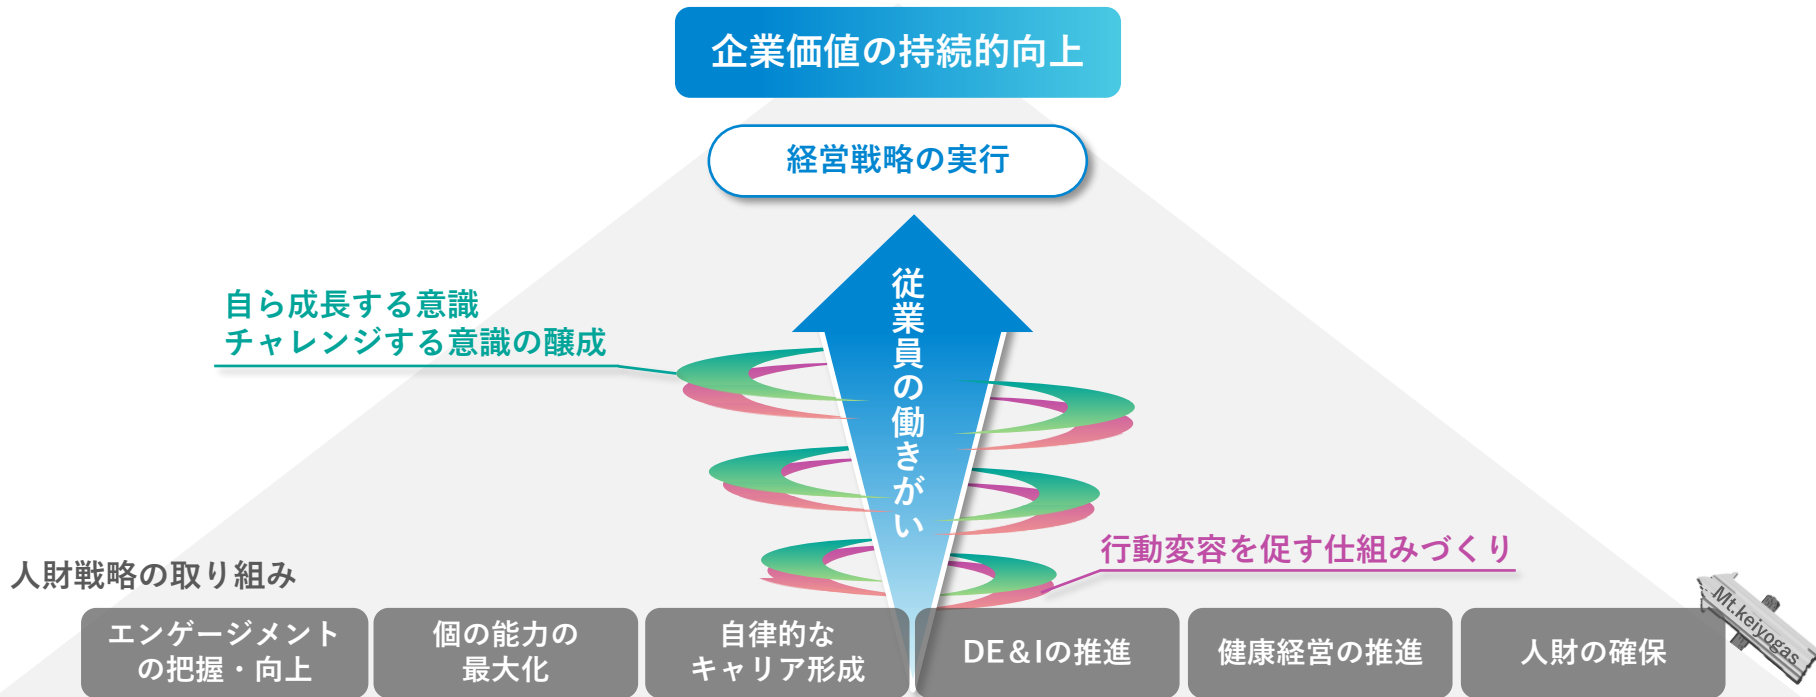 企業価値の持続的向上
経営戦略の実行
従業員の働きがい
自ら成長する意識
チャレンジする意識の醸成
行動変容を促す仕組みづくり
人財戦略の取り組み
エンゲージメント
の把握・向上
個の能力の
最大化
自律的な
キャリア形成
DE&Iの推進
健康経営の推進
人財の確保
Mt.keiyogas